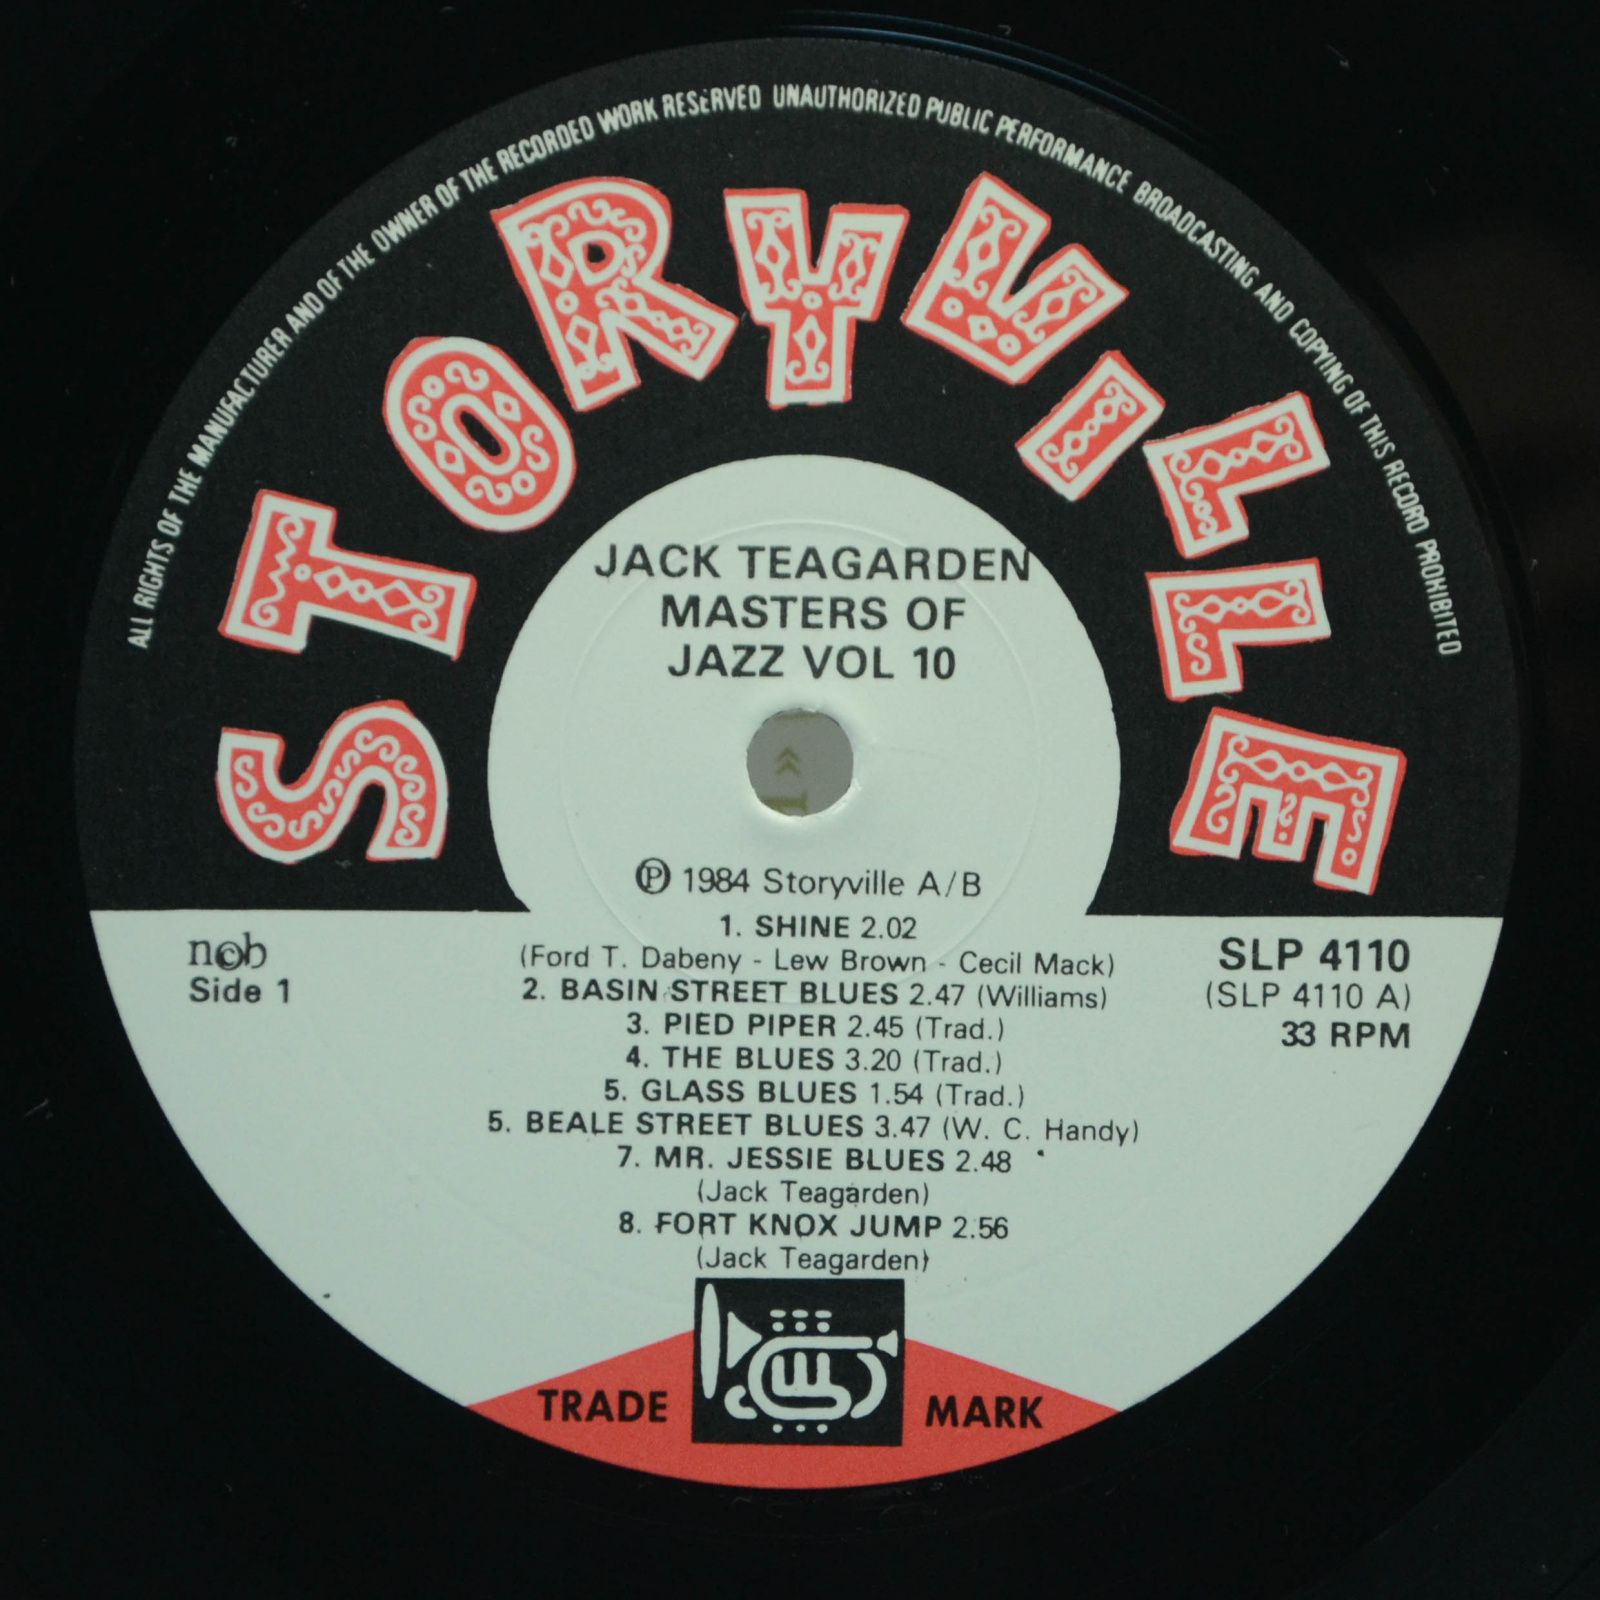 ALL RIGHTS OF THE MANUFACTURER AND OF THE OWNER OF THE RECORDED WORK RESERVED UNAUTHORIZED PUBLIC PERFORMANCE BROADCASTING AND COPYING OF THIS RECORD PROHIBITED
STORYVILLE
JACK TEAGARDEN
MASTERS OF
JAZZ VOL 10
℗ 1984 Storyville A/B
1. SHINE 2.02
(Ford T. Dabeny - Lew Brown - Cecil Mack)
2. BASIN STREET BLUES 2.47 (Williams)
3. PIED PIPER 2.45 (Trad.)
4. THE BLUES 3.20 (Trad.)
5. GLASS BLUES 1.54 (Trad.)
5. BEALE STREET BLUES 3.47 (W. C. Handy)
7. MR. JESSIE BLUES 2.48
(Jack Teagarden)
8. FORT KNOX JUMP 2.56
(Jack Teagarden)
n©b
Side 1
SLP 4110
(SLP 4110 A)
33 RPM
TRADE MARK